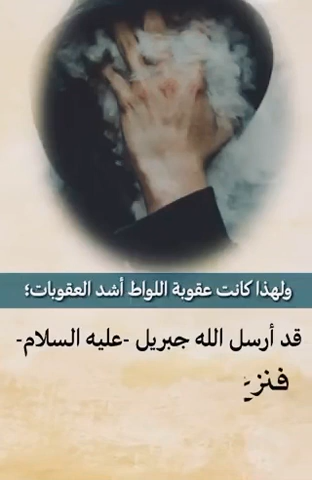 ولهذا كانت عقوبة اللواط أشد العقوبات؛
قد أرسل الله جبريل -عليه السلام-